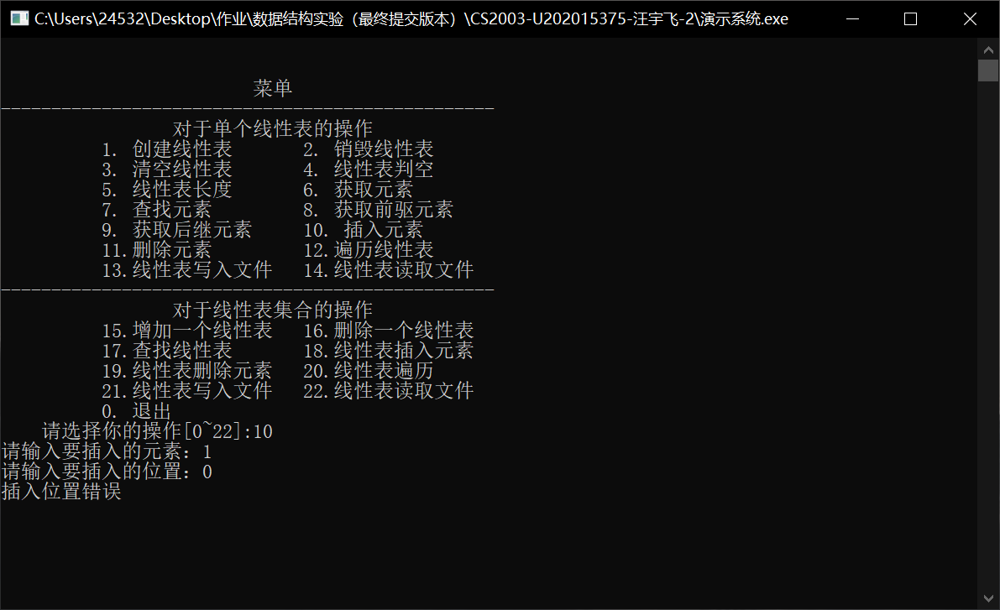 C:\Users\24532\Desktop\作业\数据结构实验（最终提交版本）\CS2003-U202015375-汪宇飞-2\演示系统.exe
菜单
-------------------------------------------------
对于单个线性表的操作
1. 创建线性表 2. 销毁线性表
3. 清空线性表 4. 线性表判空
5. 线性表长度 6. 获取元素
7. 查找元素 8. 获取前驱元素
9. 获取后继元素 10. 插入元素
11.删除元素 12.遍历线性表
13.线性表写入文件 14.线性表读取文件
-------------------------------------------------
对于线性表集合的操作
15.增加一个线性表 16.删除一个线性表
17.查找线性表 18.线性表插入元素
19.线性表删除元素 20.线性表遍历
21.线性表写入文件 22.线性表读取文件
0. 退出
请选择你的操作[0~22]:10
请输入要插入的元素：1
请输入要插入的位置：0
插入位置错误